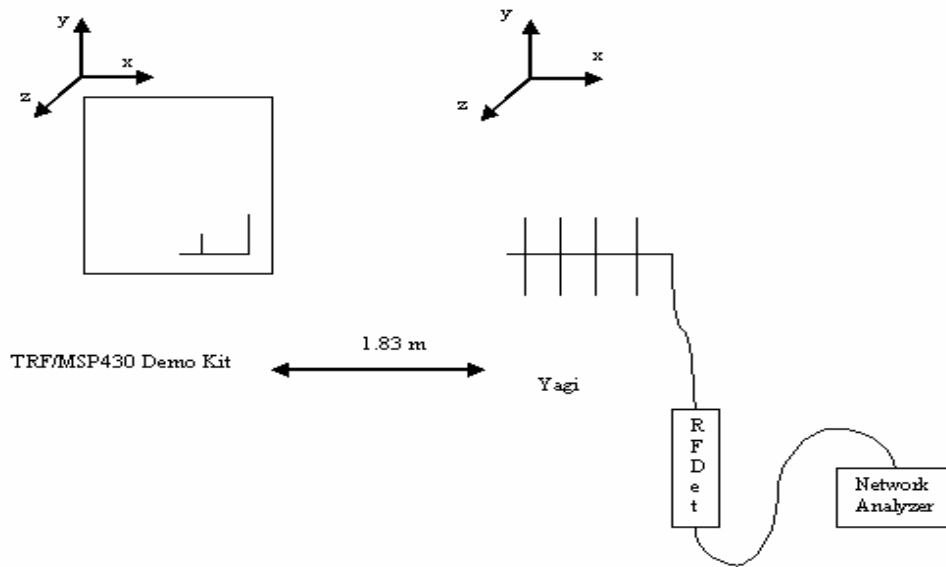 y
x
z
y
x
z
TRF/MSP430 Demo Kit
1.83 m
Yagi
R
F
D
e
t
Network
Analyzer